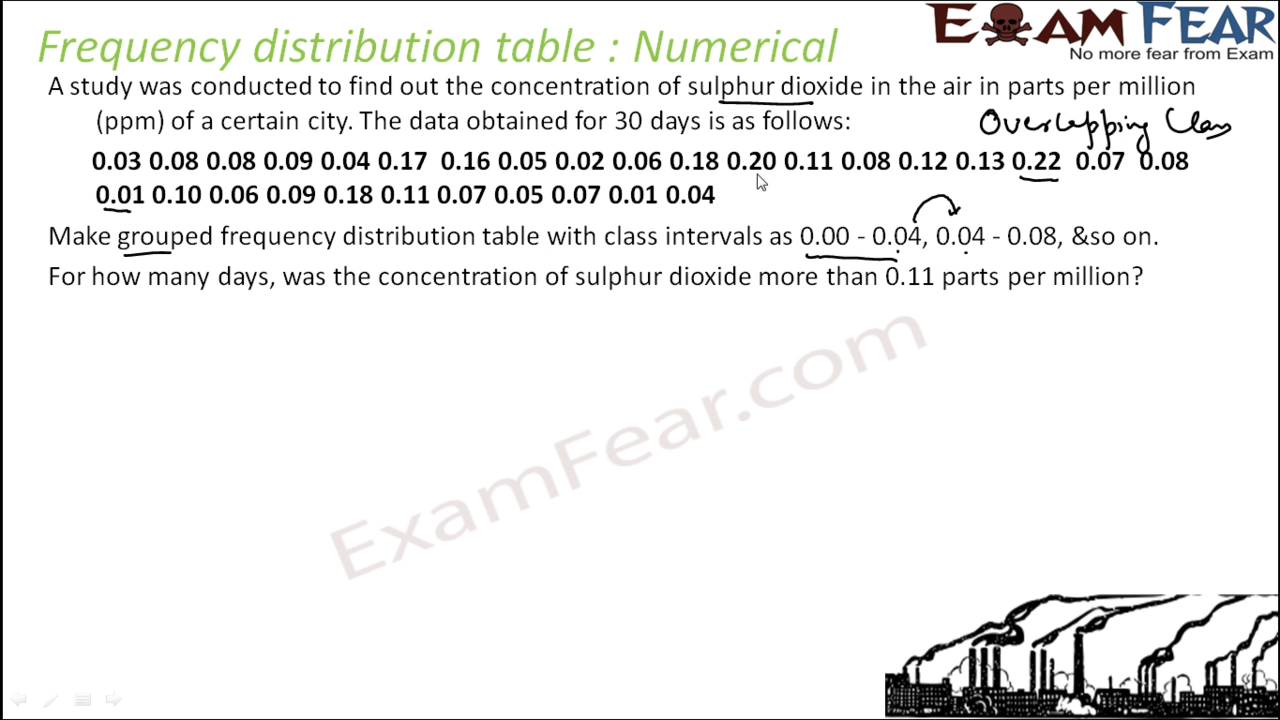 EXAM FEAR
No more fear from Exam
Frequency distribution table : Numerical
A study was conducted to find out the concentration of sulphur dioxide in the air in parts per million
(ppm) of a certain city. The data obtained for 30 days is as follows:
Overlapping Class
0.03 0.08 0.08 0.09 0.04 0.17 0.16 0.05 0.02 0.06 0.18 0.20 0.11 0.08 0.12 0.13 0.22 0.07 0.08
0.01 0.10 0.06 0.09 0.18 0.11 0.07 0.05 0.07 0.01 0.04
Make grouped frequency distribution table with class intervals as 0.00 - 0.04, 0.04 - 0.08, &so on.
For how many days, was the concentration of sulphur dioxide more than 0.11 parts per million?
ExamFear.com